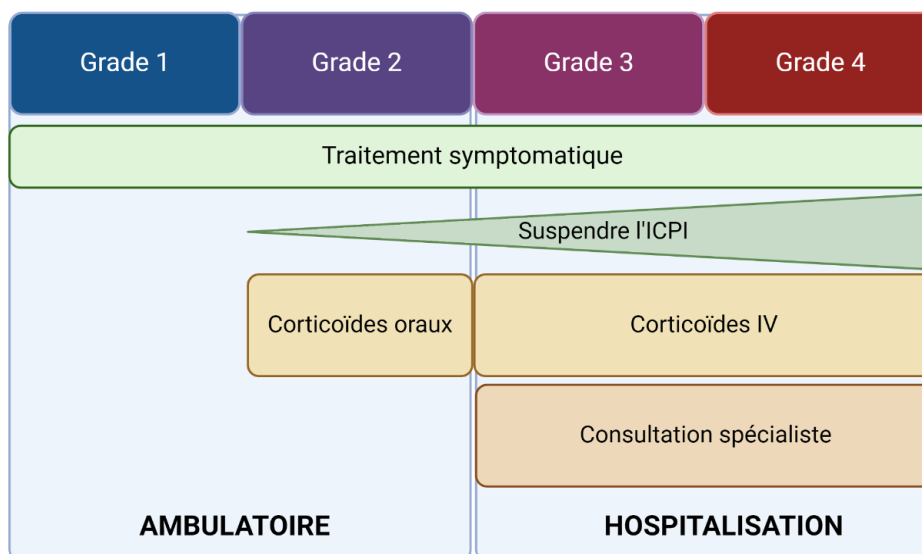 Grade 1
Grade 2
Grade 3
Grade 4
Traitement symptomatique
Suspendre l'ICPI
Corticoïdes oraux
Corticoïdes IV
Consultation spécialiste
AMBULATOIRE
HOSPITALISATION